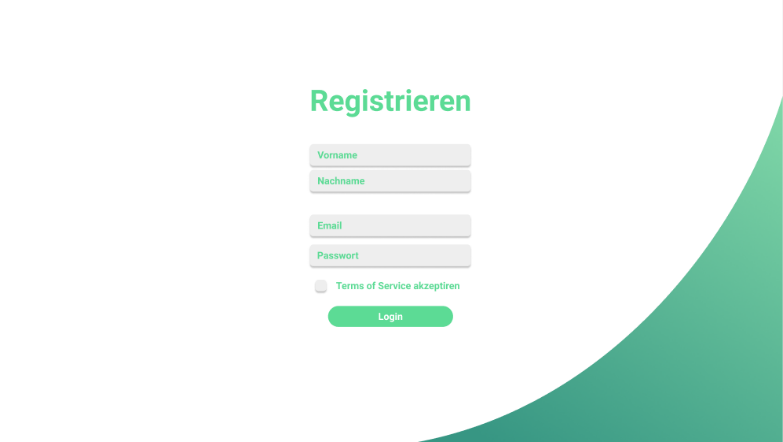 Registrieren
Vorname
Nachname
Email
Passwort
Terms of Service akzeptiren
Login